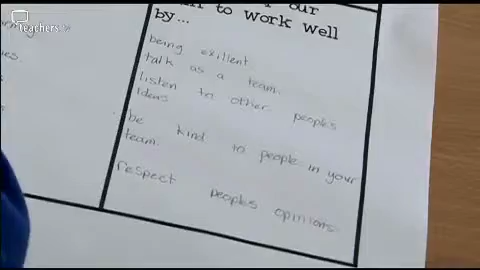 teachers
our
to work well
by...
being exillent
talk as a team.
listen to other peoples
ideas
be kind to people in your
team.
respect peoples opinions.